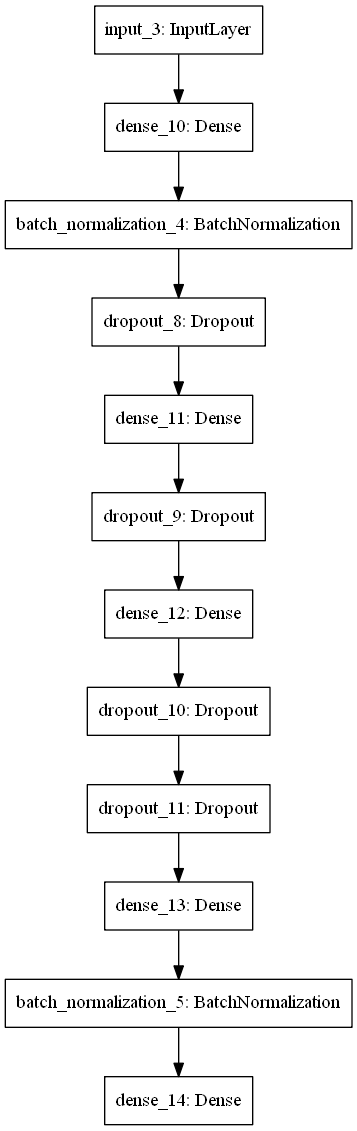 input_3: InputLayer
dense_10: Dense
batch_normalization_4: BatchNormalization
dropout_8: Dropout
dense_11: Dense
dropout_9: Dropout
dense_12: Dense
dropout_10: Dropout
dropout_11: Dropout
dense_13: Dense
batch_normalization_5: BatchNormalization
dense_14: Dense